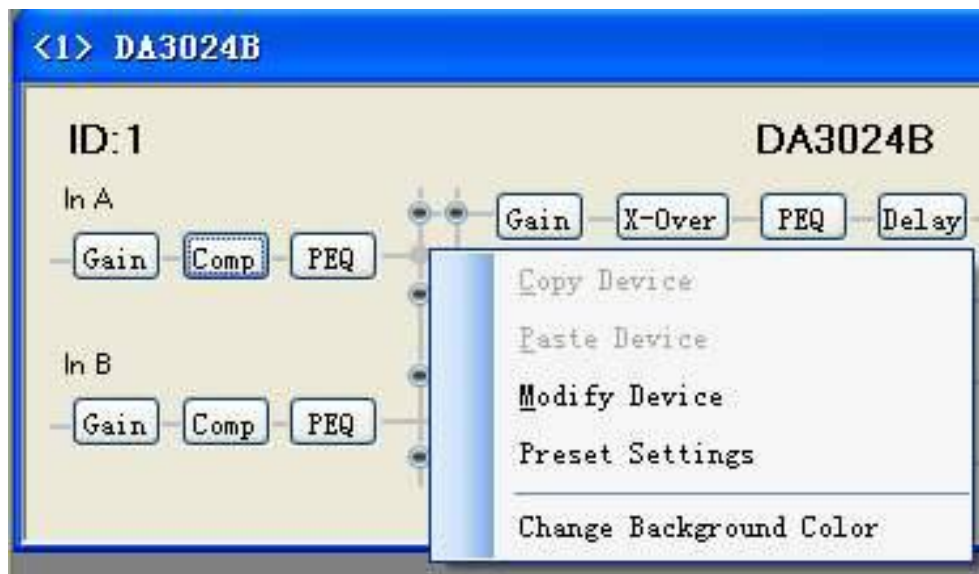 <1> DA3024B
ID:1 DA3024B
In A
Gain X-Over PEQ Delay
Gain Comp PEQ
Copy Device
Paste Device
In B
Modify Device
Gain Comp PEQ
Preset Settings
Change Background Color